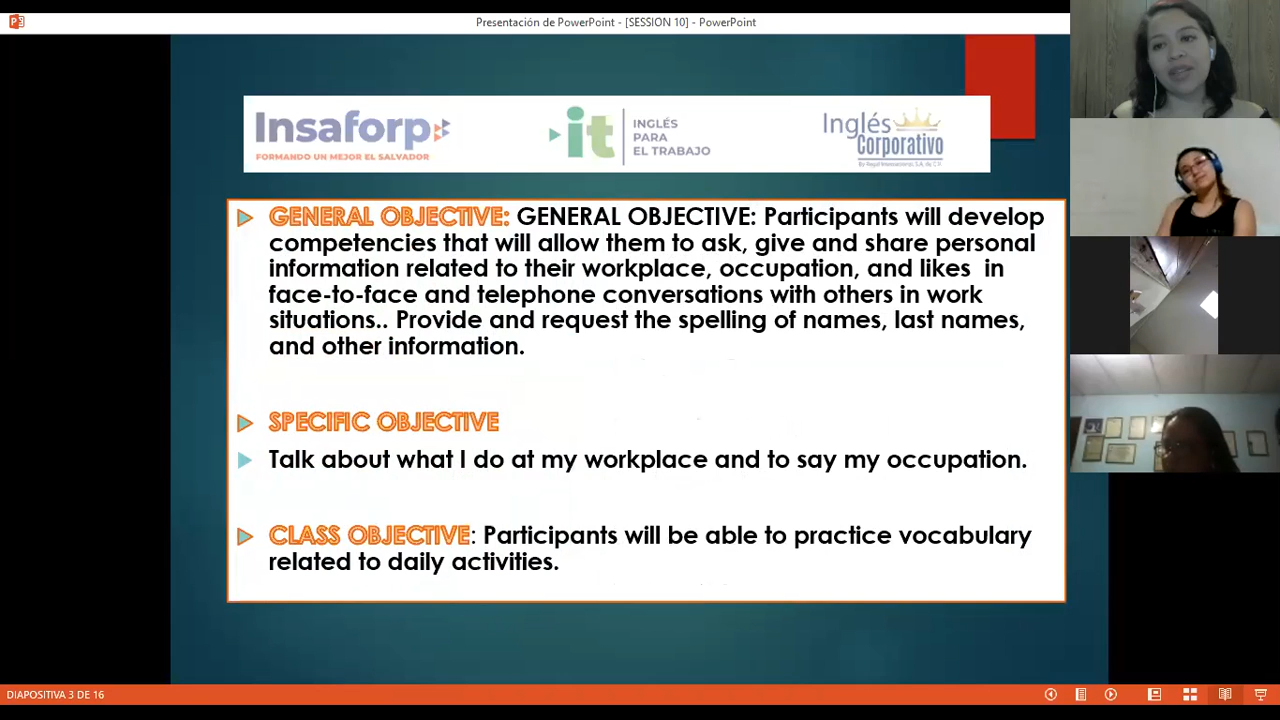 Presentación de PowerPoint - [SESSION 10] - PowerPoint
Insaforp
FORMANDO UN MEJOR EL SALVADOR
it
INGLÉS
PARA
EL TRABAJO
Inglés
Corporativo
GENERAL OBJECTIVE: GENERAL OBJECTIVE: Participants will develop
competencies that will allow them to ask, give and share personal
information related to their workplace, occupation, and likes in
face-to-face and telephone conversations with others in work
situations.. Provide and request the spelling of names, last names,
and other information.
SPECIFIC OBJECTIVE
Talk about what I do at my workplace and to say my occupation.
CLASS OBJECTIVE: Participants will be able to practice vocabulary
related to daily activities.
DIAPOSITIVA 3 DE 16